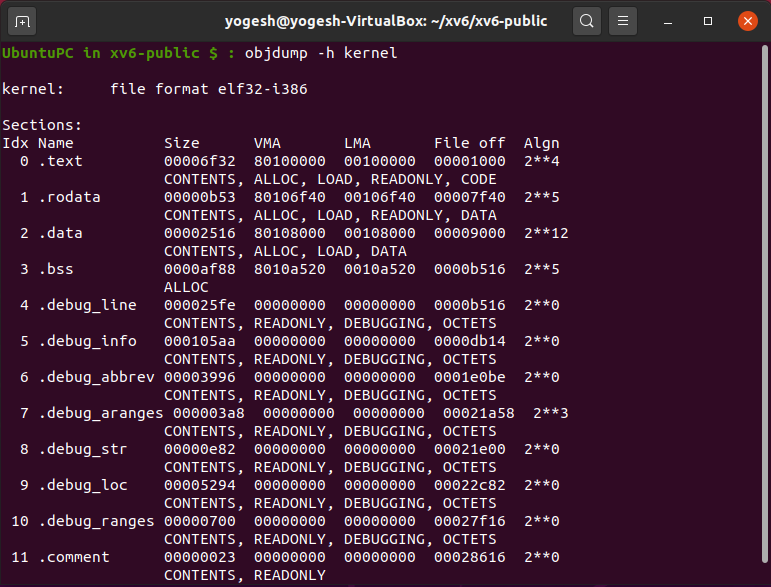 yogesh@yogesh-VirtualBox: ~/xv6/xv6-public
UbuntuPC in xv6-public $ : objdump -h kernel
kernel:     file format elf32-i386
Sections:
Idx Name          Size      VMA       LMA       File off  Algn
  0 .text         00006f32  80100000  00100000  00001000  2**4
                  CONTENTS, ALLOC, LOAD, READONLY, CODE
  1 .rodata       00000b53  80106f40  00106f40  00007f40  2**5
                  CONTENTS, ALLOC, LOAD, READONLY, DATA
  2 .data         00002516  80108000  00108000  00009000  2**12
                  CONTENTS, ALLOC, LOAD, DATA
  3 .bss          0000af88  8010a520  0010a520  0000b516  2**5
                  ALLOC
  4 .debug_line   000025fe  00000000  00000000  0000b516  2**0
                  CONTENTS, READONLY, DEBUGGING, OCTETS
  5 .debug_info   000105aa  00000000  00000000  0000db14  2**0
                  CONTENTS, READONLY, DEBUGGING, OCTETS
  6 .debug_abbrev 00003996  00000000  00000000  0001e0be  2**0
                  CONTENTS, READONLY, DEBUGGING, OCTETS
  7 .debug_aranges 000003a8  00000000  00000000  00021a58  2**3
                  CONTENTS, READONLY, DEBUGGING, OCTETS
  8 .debug_str    00000e82  00000000  00000000  00021e00  2**0
                  CONTENTS, READONLY, DEBUGGING, OCTETS
  9 .debug_loc    00005294  00000000  00000000  00022c82  2**0
                  CONTENTS, READONLY, DEBUGGING, OCTETS
 10 .debug_ranges 00000700  00000000  00000000  00027f16  2**0
                  CONTENTS, READONLY, DEBUGGING, OCTETS
 11 .comment      00000023  00000000  00000000  00028616  2**0
                  CONTENTS, READONLY